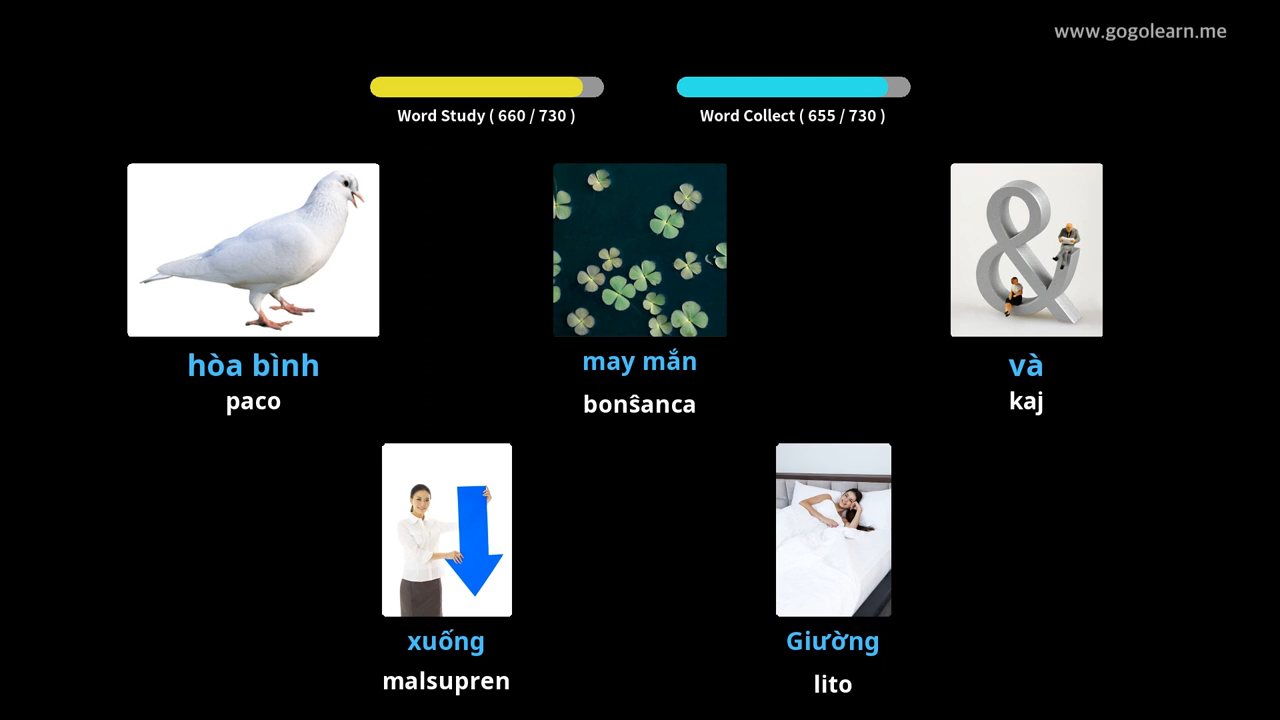 www.gogolearn.me
Word Study ( 660 / 730 )
Word Collect ( 655 / 730 )
hòa bình
paco
may mắn
bonŝanca
và
kaj
xuống
malsupren
Giường
lito